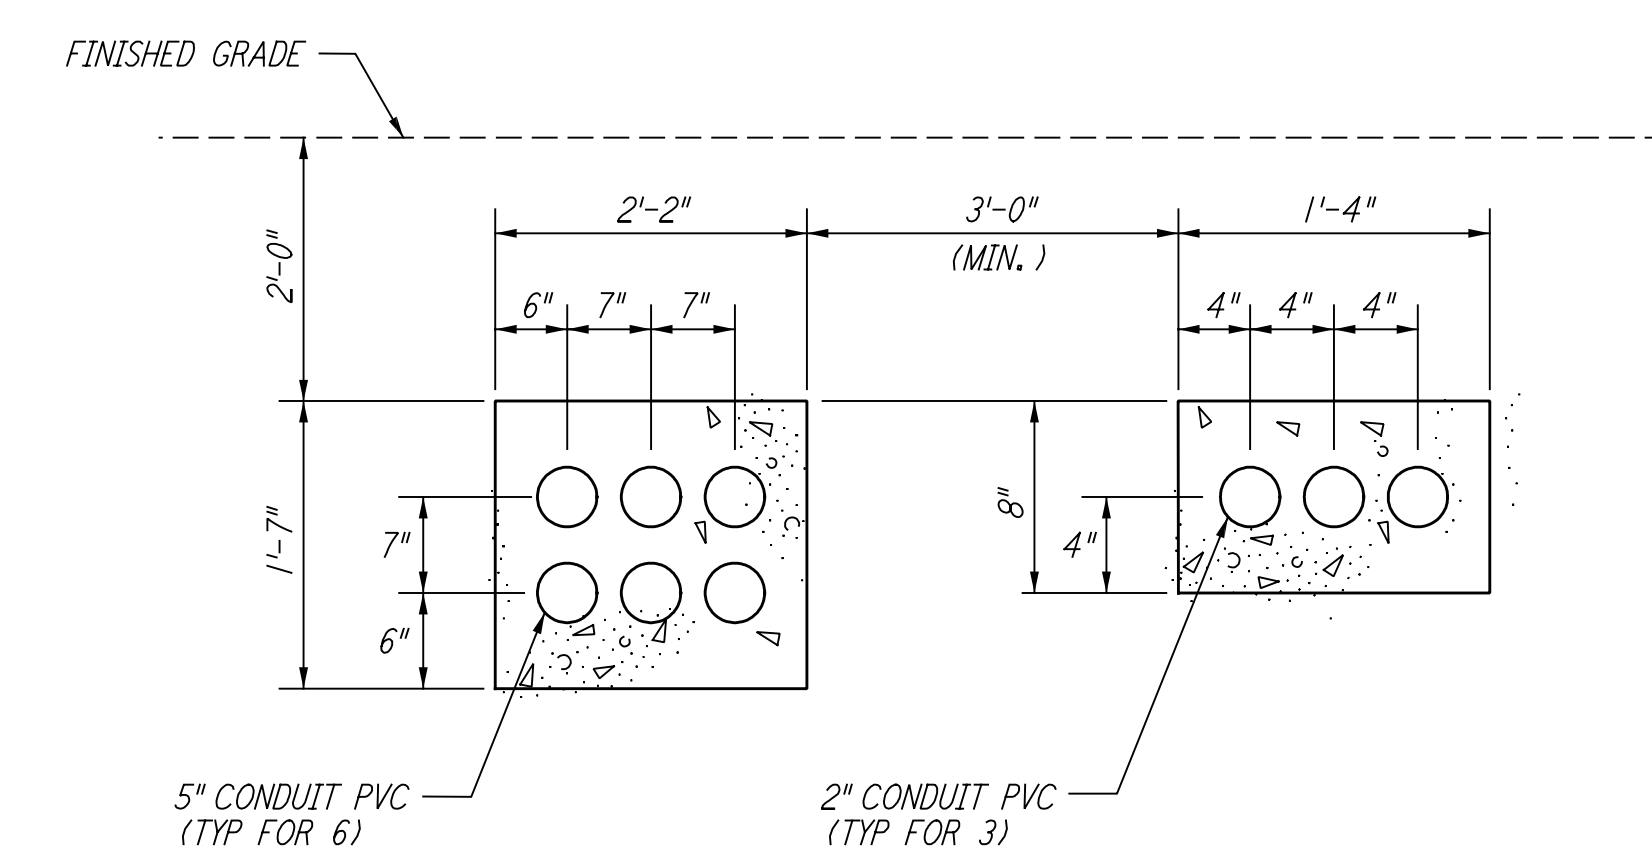 FINISHED GRADE
2'-2"
3'-0"
1'-4"
(MIN.)
2'-0"
6"
7"
7"
4"
4"
4"
1'-7"
7"
6"
8"
4"
5" CONDUIT PVC
(TYP FOR 6)
2" CONDUIT PVC
(TYP FOR 3)